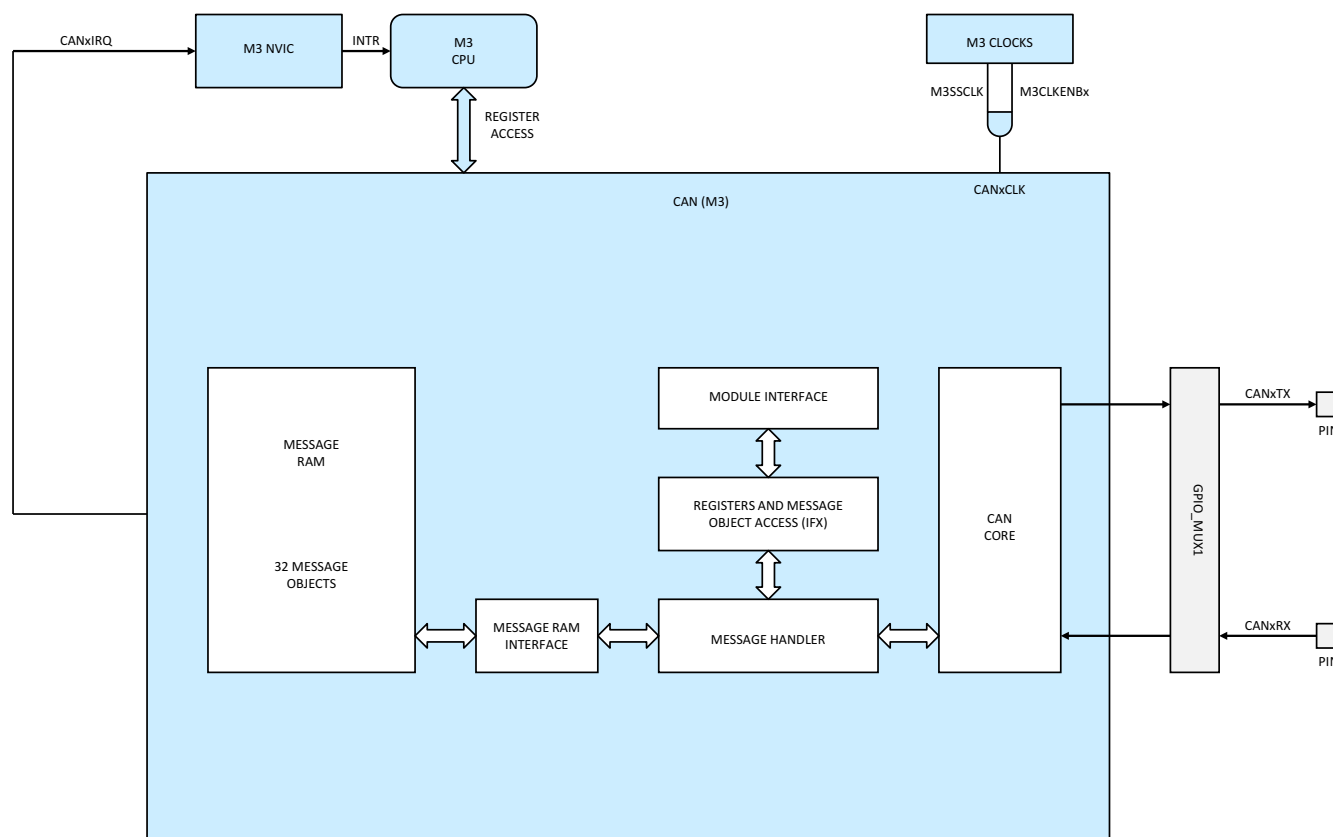 CANxIRQ
M3 NVIC
INTR
M3
CPU
M3 CLOCKS
M3SSCLK
M3CLKENBx
REGISTER
ACCESS
CANxCLK
CAN (M3)
MESSAGE
RAM
32 MESSAGE
OBJECTS
MODULE INTERFACE
REGISTERS AND MESSAGE
OBJECT ACCESS (IFX)
MESSAGE RAM
INTERFACE
MESSAGE HANDLER
CAN
CORE
GPIO_MUX1
CANxTX
PIN
CANxRX
PIN